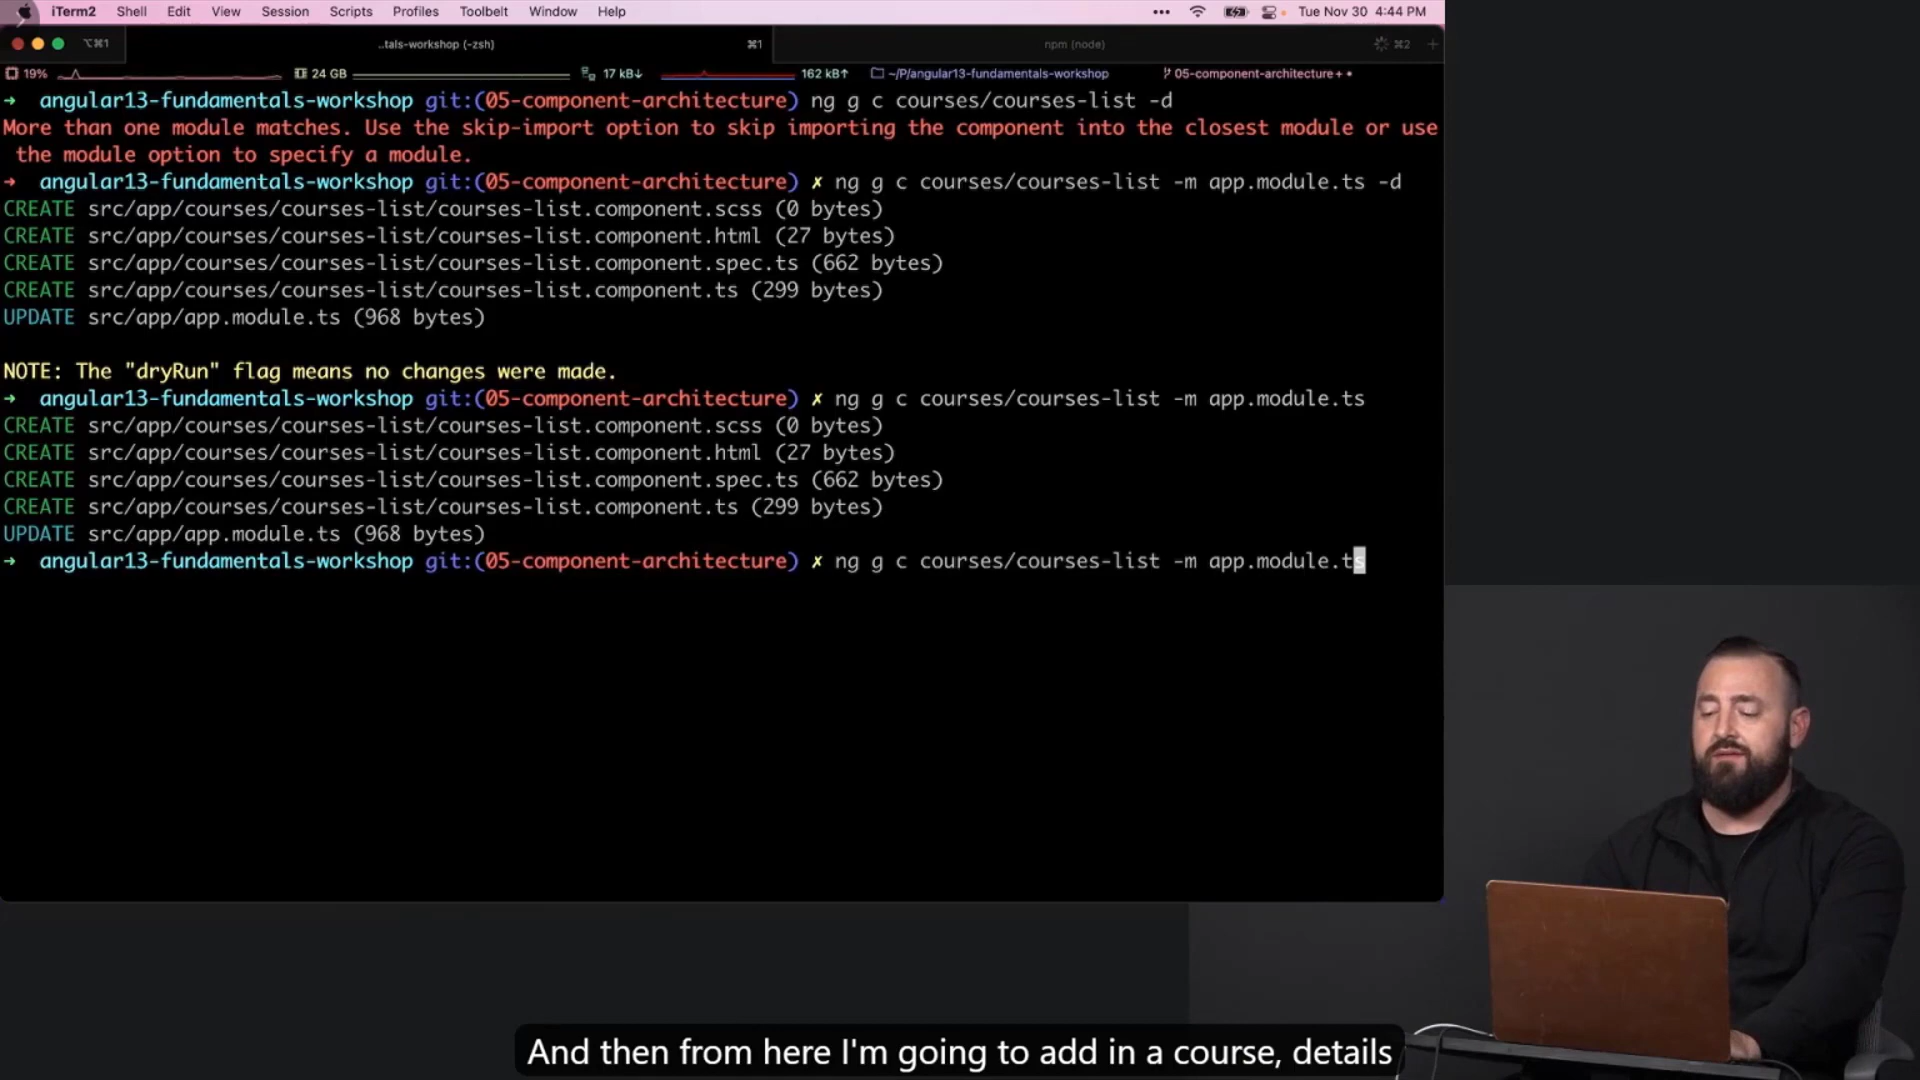 iTerm2 Shell Edit View Session Scripts Profiles Toolbelt Window Help ••• Tue Nov 30 4:44 PM
⌥⌘1 ..tals-workshop (-zsh) ⌘1 npm (node) ⌘2 +
19% 24 GB 17 kB↓ 162 kB↑ ~/P/angular13-fundamentals-workshop 05-component-architecture+•
➜ angular13-fundamentals-workshop git:(05-component-architecture) ng g c courses/courses-list -d
More than one module matches. Use the skip-import option to skip importing the component into the closest module or use
the module option to specify a module.
➜ angular13-fundamentals-workshop git:(05-component-architecture) ✗ ng g c courses/courses-list -m app.module.ts -d
CREATE src/app/courses/courses-list/courses-list.component.scss (0 bytes)
CREATE src/app/courses/courses-list/courses-list.component.html (27 bytes)
CREATE src/app/courses/courses-list/courses-list.component.spec.ts (662 bytes)
CREATE src/app/courses/courses-list/courses-list.component.ts (299 bytes)
UPDATE src/app/app.module.ts (968 bytes)
NOTE: The "dryRun" flag means no changes were made.
➜ angular13-fundamentals-workshop git:(05-component-architecture) ✗ ng g c courses/courses-list -m app.module.ts
CREATE src/app/courses/courses-list/courses-list.component.scss (0 bytes)
CREATE src/app/courses/courses-list/courses-list.component.html (27 bytes)
CREATE src/app/courses/courses-list/courses-list.component.spec.ts (662 bytes)
CREATE src/app/courses/courses-list/courses-list.component.ts (299 bytes)
UPDATE src/app/app.module.ts (968 bytes)
➜ angular13-fundamentals-workshop git:(05-component-architecture) ✗ ng g c courses/courses-list -m app.module.ts
And then from here I'm going to add in a course, details